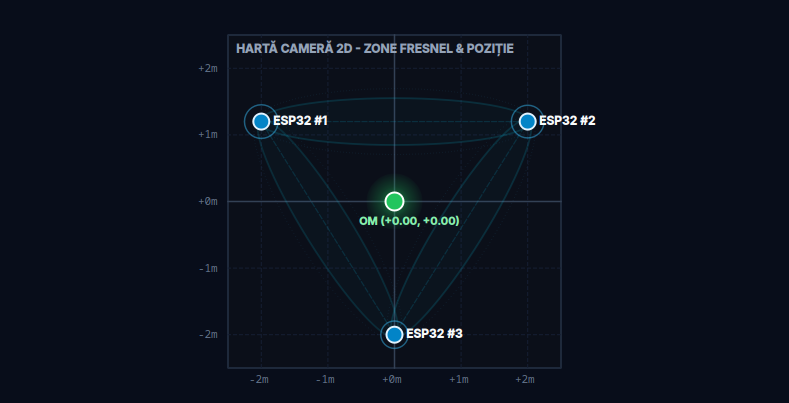 HARTĂ CAMERĂ 2D - ZONE FRESNEL & POZIȚIE
+2m
ESP32 #1
ESP32 #2
+1m
+0m
OM (+0.00, +0.00)
-1m
-2m
ESP32 #3
-2m
-1m
+0m
+1m
+2m